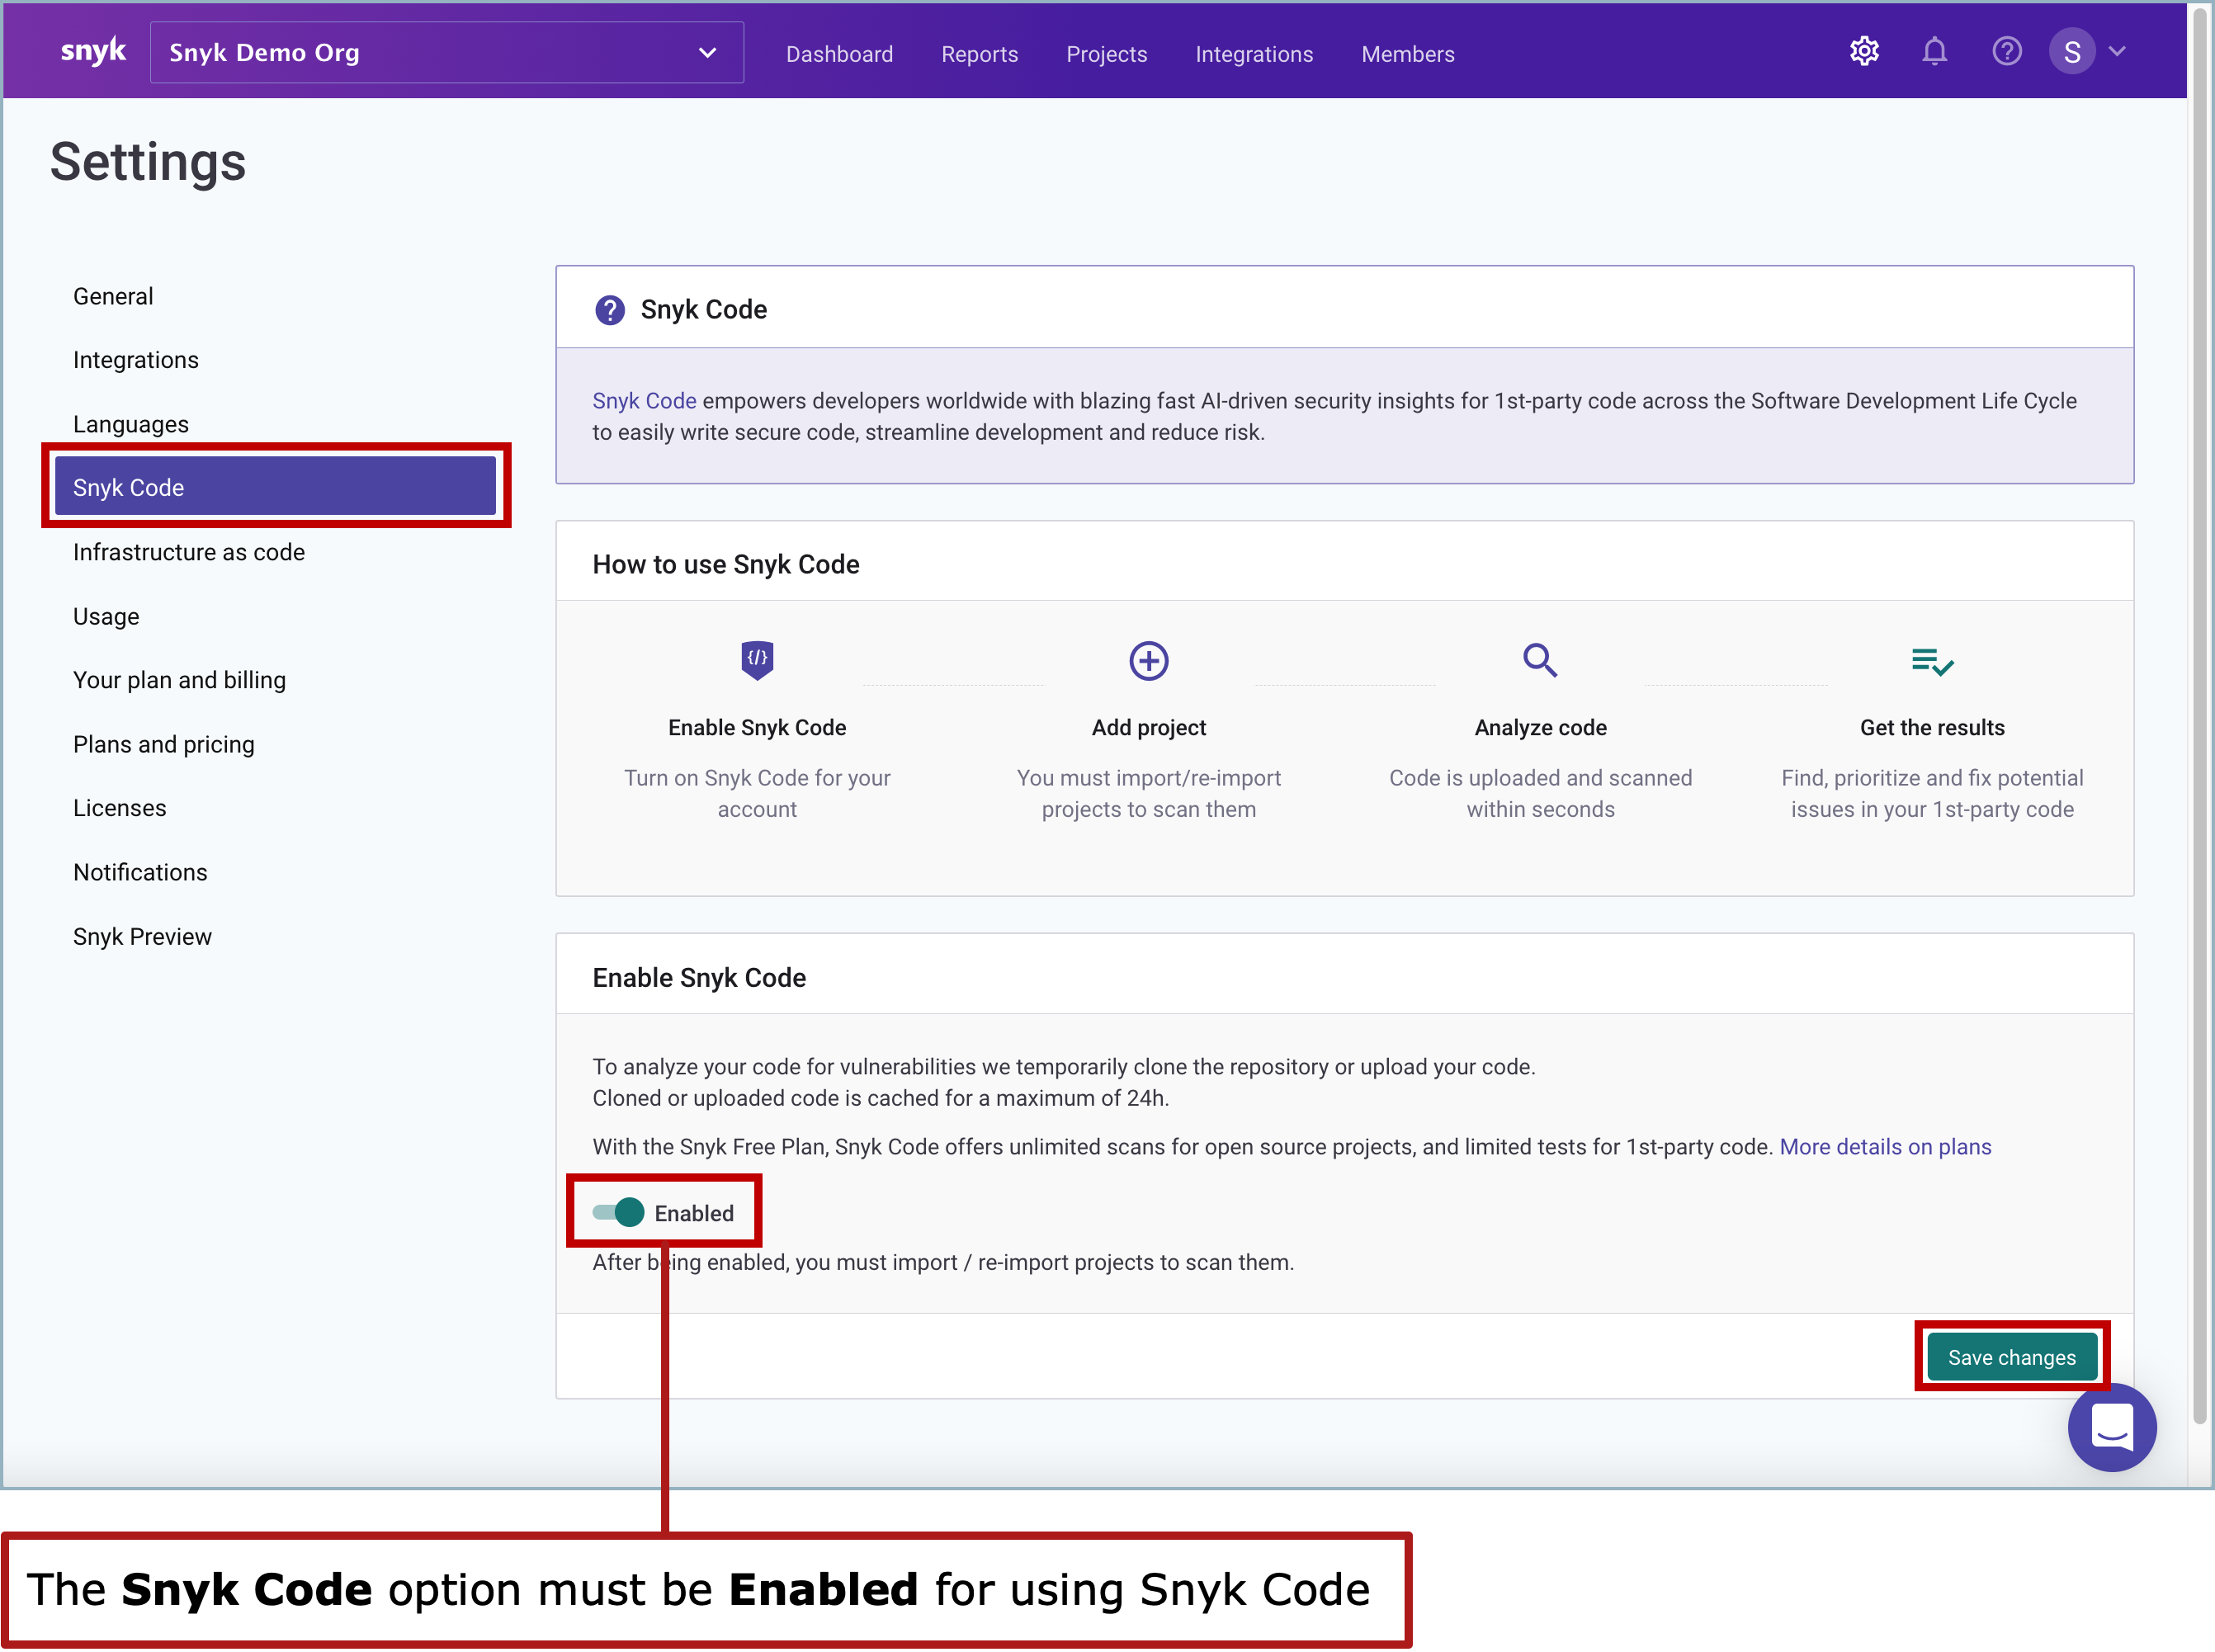 snyk
Snyk Demo Org
Dashboard
Reports
Projects
Integrations
Members
S
Settings
General
Integrations
Languages
Snyk Code
Infrastructure as code
Usage
Your plan and billing
Plans and pricing
Licenses
Notifications
Snyk Preview
? Snyk Code
Snyk Code empowers developers worldwide with blazing fast AI-driven security insights for 1st-party code across the Software Development Life Cycle
to easily write secure code, streamline development and reduce risk.
How to use Snyk Code
Enable Snyk Code
Turn on Snyk Code for your
account
Add project
You must import/re-import
projects to scan them
Analyze code
Code is uploaded and scanned
within seconds
Get the results
Find, prioritize and fix potential
issues in your 1st-party code
Enable Snyk Code
To analyze your code for vulnerabilities we temporarily clone the repository or upload your code.
Cloned or uploaded code is cached for a maximum of 24h.
With the Snyk Free Plan, Snyk Code offers unlimited scans for open source projects, and limited tests for 1st-party code. More details on plans
Enabled
After being enabled, you must import / re-import projects to scan them.
Save changes
The Snyk Code option must be Enabled for using Snyk Code